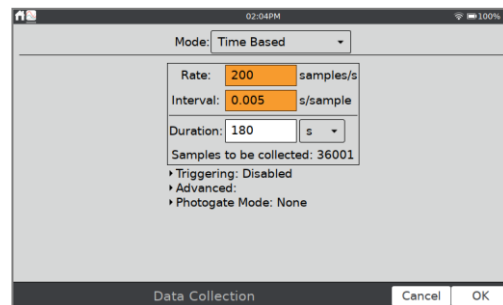 02:04PM 100%
Mode: Time Based
Rate: 200 samples/s
Interval: 0.005 s/sample
Duration: 180 s
Samples to be collected: 36001
Triggering: Disabled
Advanced:
Photogate Mode: None
Data Collection Cancel OK